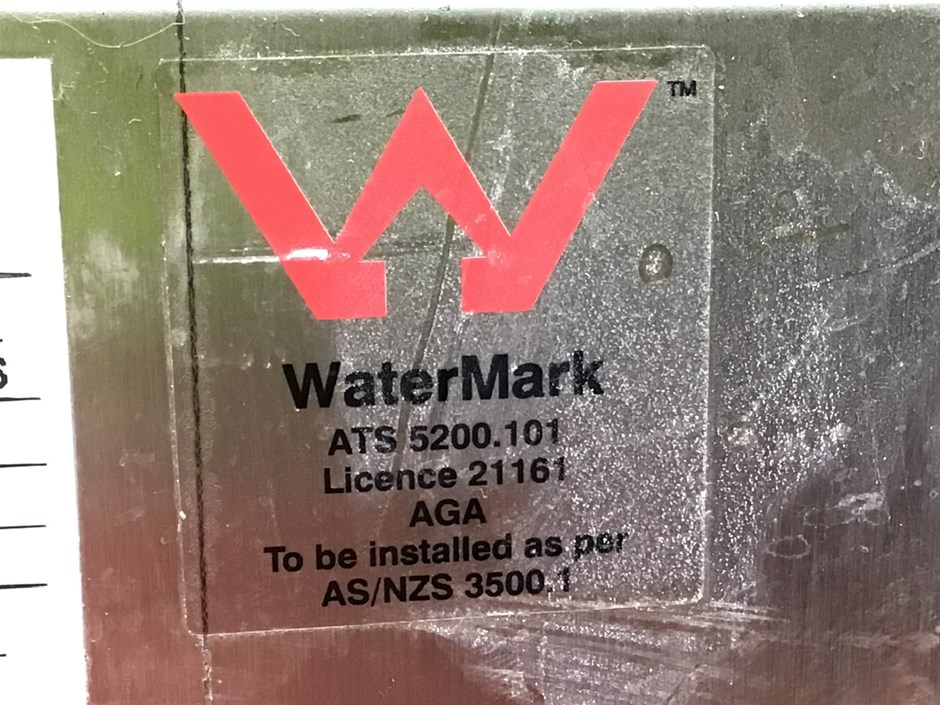 TM
WaterMark
ATS 5200.101
Licence 21161
AGA
To be installed as per
AS/NZS 3500.1